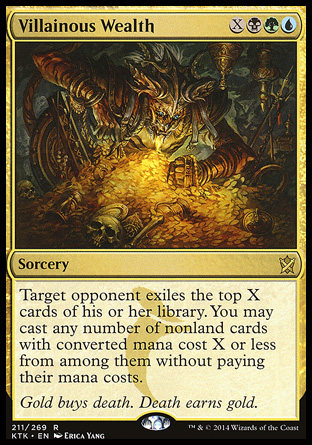 Villainous Wealth X
Sorcery
Target opponent exiles the top X
cards of his or her library. You may
cast any number of nonland cards
with converted mana cost X or less
from among them without paying
their mana costs.
Gold buys death. Death earns gold.
211/269 R
KTK • EN ERICA YANG
™ & © 2014 Wizards of the Coast